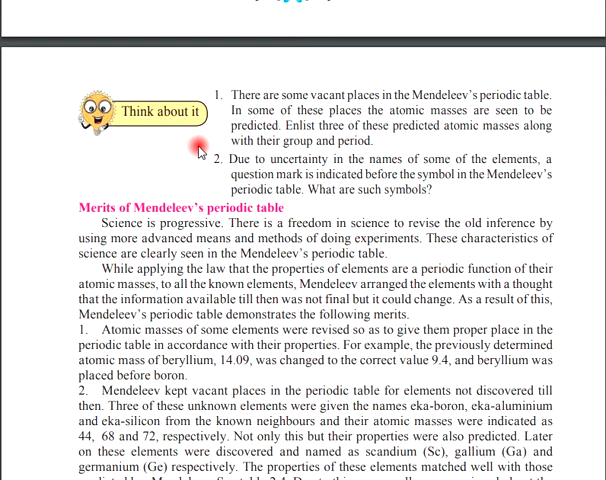 Think about it
1. There are some vacant places in the Mendeleev's periodic table.
In some of these places the atomic masses are seen to be
predicted. Enlist three of these predicted atomic masses along
with their group and period.
2. Due to uncertainty in the names of some of the elements, a
question mark is indicated before the symbol in the Mendeleev's
periodic table. What are such symbols?
Merits of Mendeleev's periodic table
Science is progressive. There is a freedom in science to revise the old inference by
using more advanced means and methods of doing experiments. These characteristics of
science are clearly seen in the Mendeleev's periodic table.
While applying the law that the properties of elements are a periodic function of their
atomic masses, to all the known elements, Mendeleev arranged the elements with a thought
that the information available till then was not final but it could change. As a result of this,
Mendeleev's periodic table demonstrates the following merits.
1. Atomic masses of some elements were revised so as to give them proper place in the
periodic table in accordance with their properties. For example, the previously determined
atomic mass of beryllium, 14.09, was changed to the correct value 9.4, and beryllium was
placed before boron.
2. Mendeleev kept vacant places in the periodic table for elements not discovered till
then. Three of these unknown elements were given the names eka-boron, eka-aluminium
and eka-silicon from the known neighbours and their atomic masses were indicated as
44, 68 and 72, respectively. Not only this but their properties were also predicted. Later
on these elements were discovered and named as scandium (Sc), gallium (Ga) and
germanium (Ge) respectively. The properties of these elements matched well with those